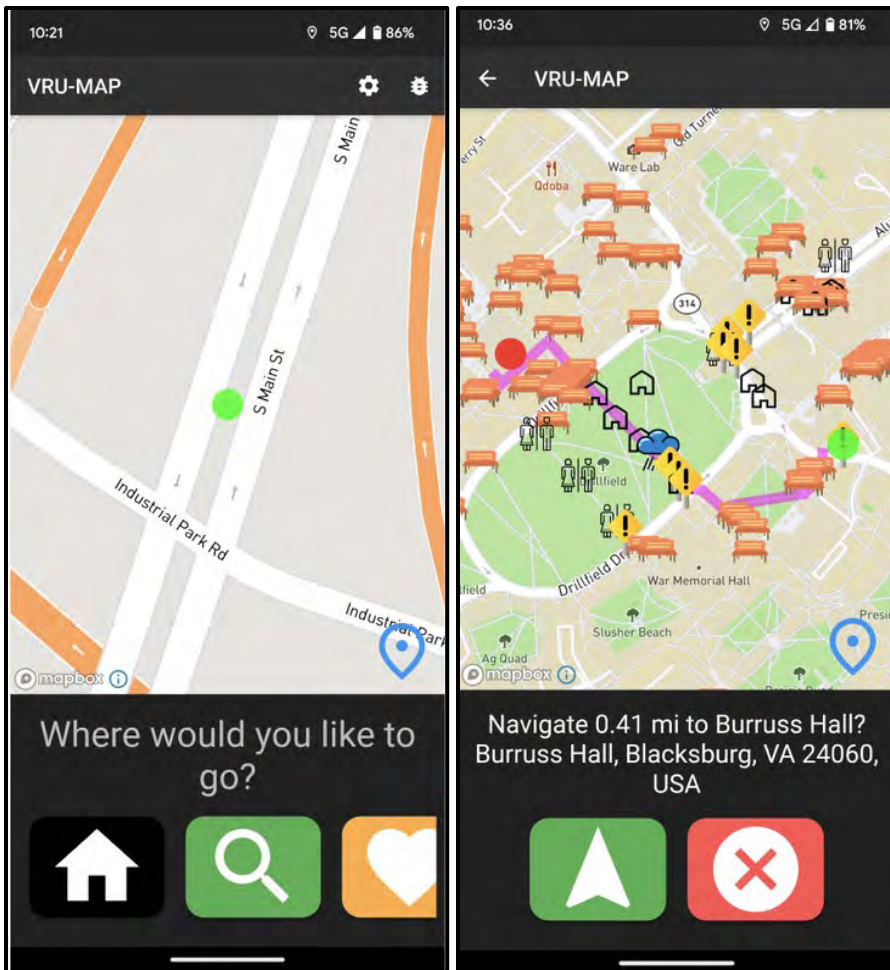 10:21
5G
86%
VRU-MAP
S Main
S Main St
Industrial Park Rd
Industrial Park
mapbox
Where would you like to
go?
10:36
5G
81%
VRU-MAP
Old Turner
Ware Lab
Qdoba
314
Drillfield
Drillfield Dr
War Memorial Hall
Slusher Beach
Ag Quad
mapbox
Navigate 0.41 mi to Burruss Hall?
Burruss Hall, Blacksburg, VA 24060,
USA